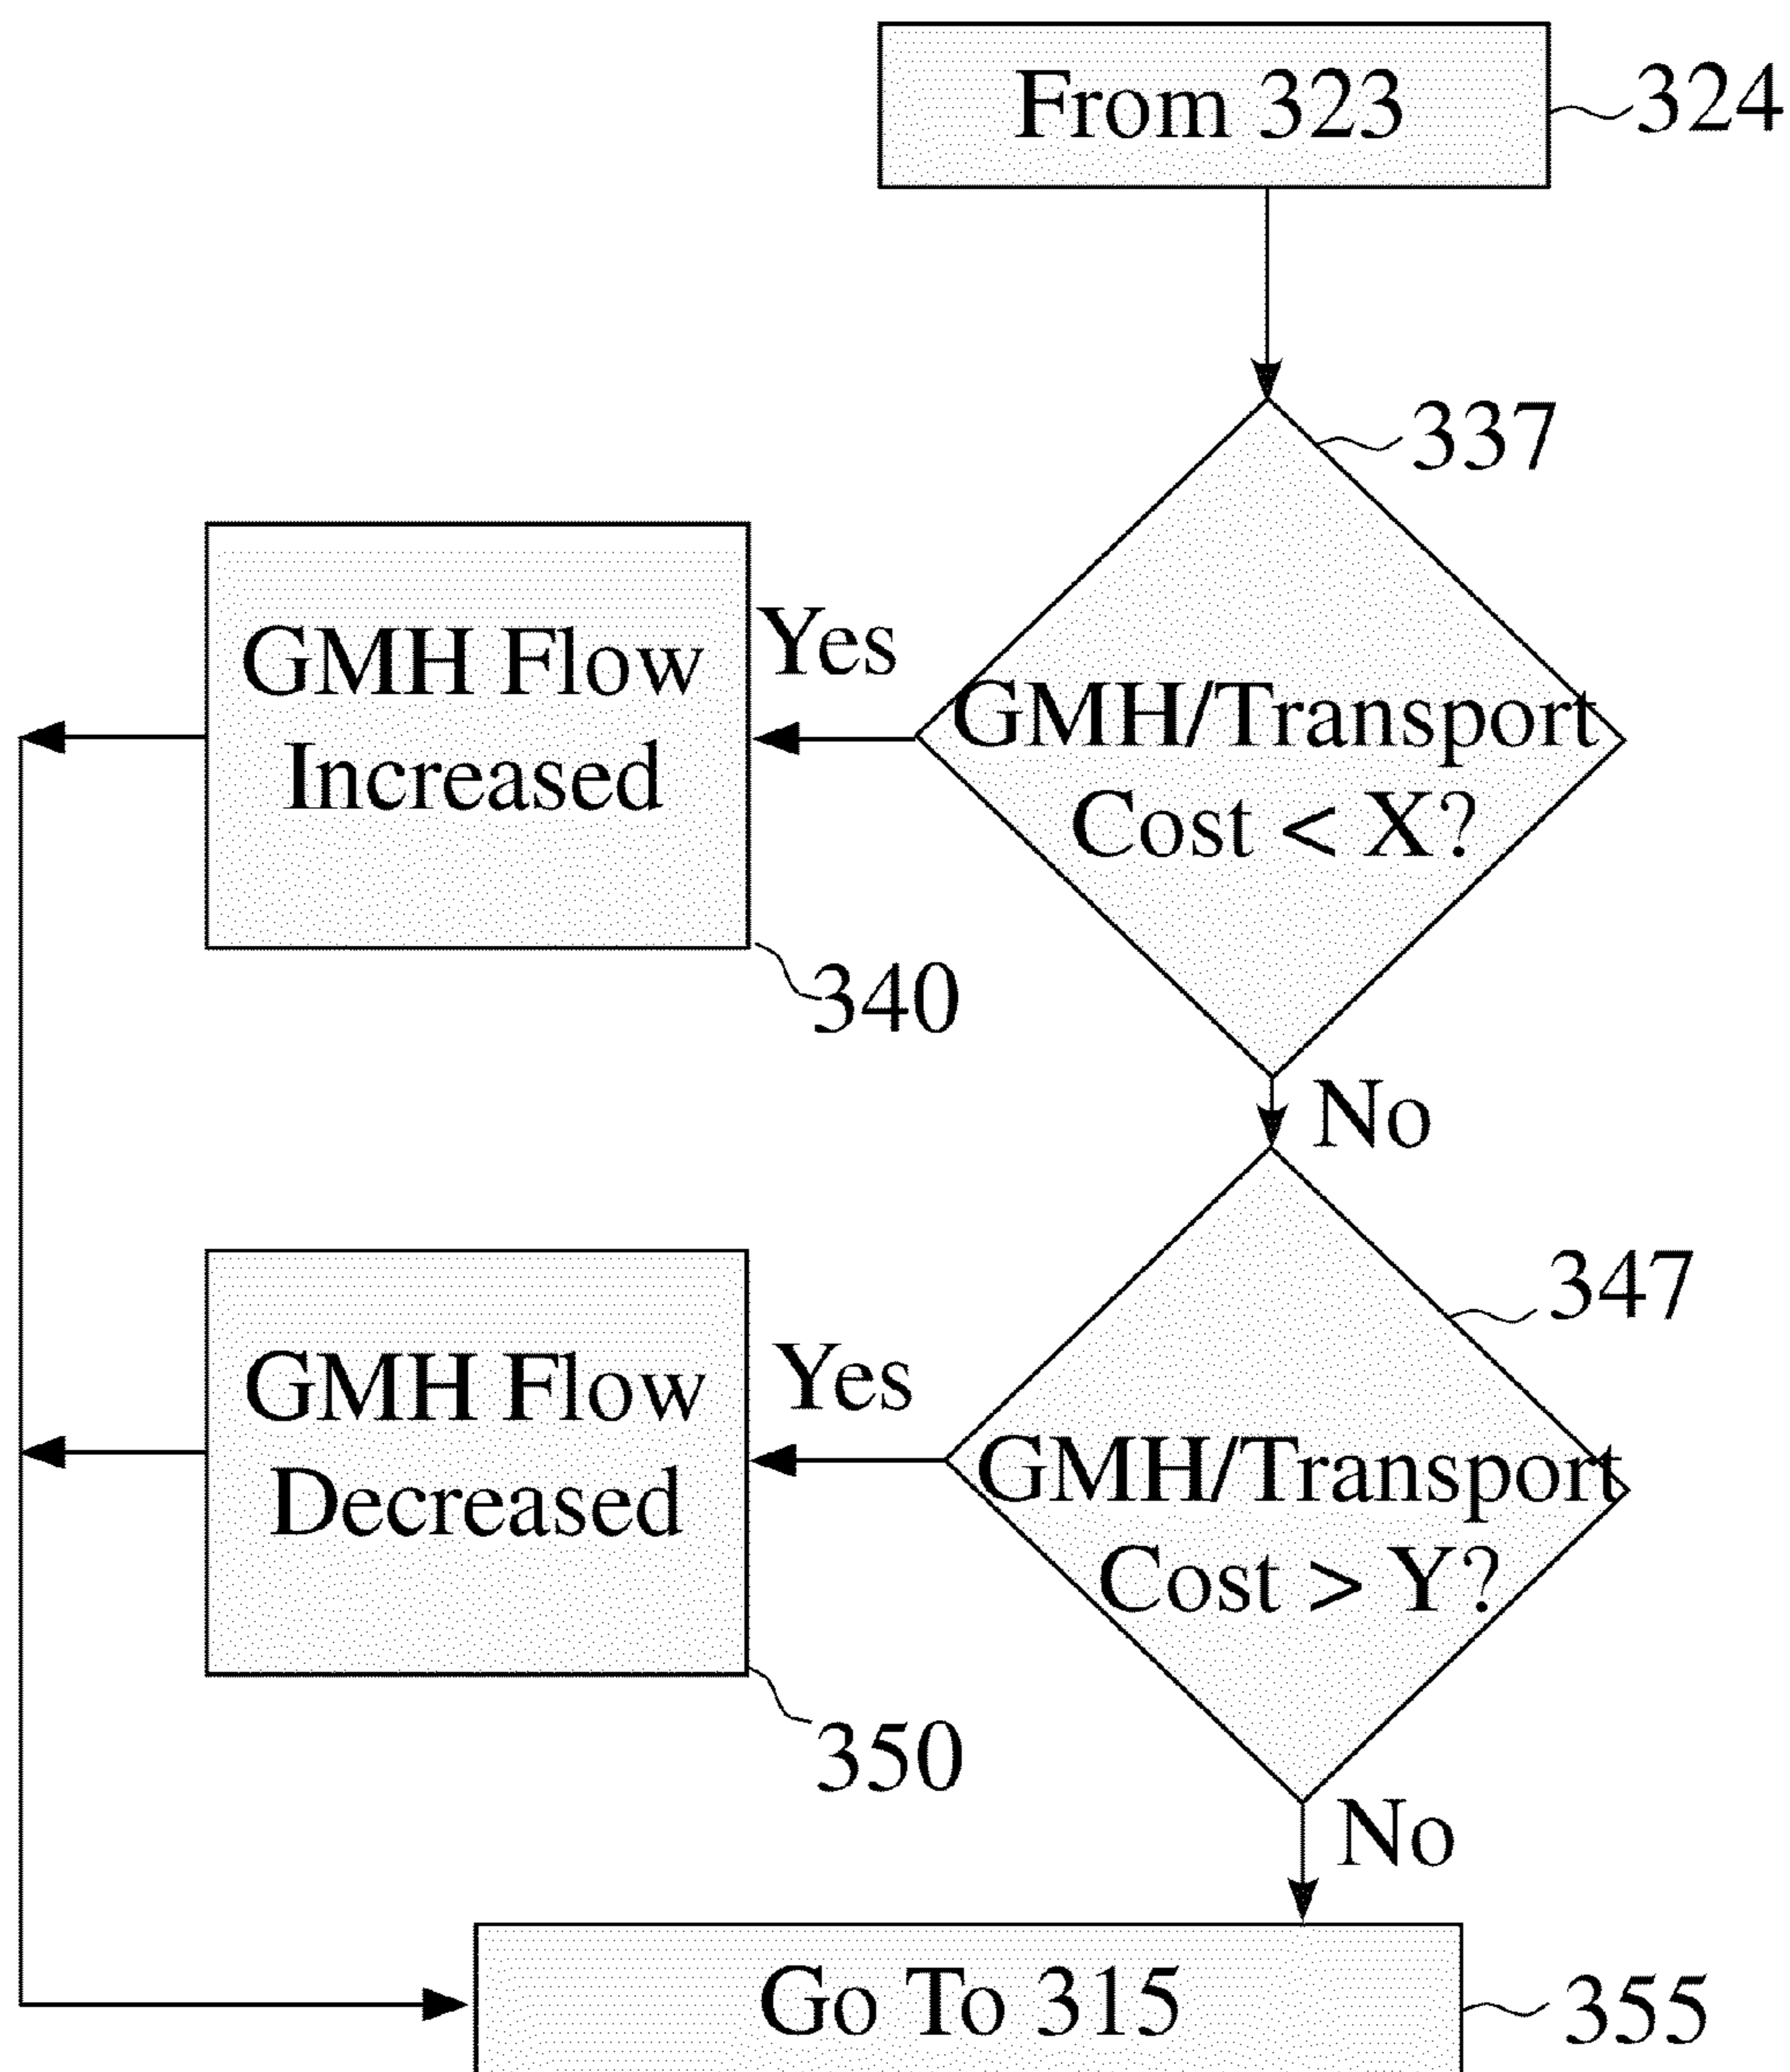 From 323
324
337
GMH/Transport
Cost < X?
Yes
GMH Flow
Increased
340
No
347
GMH/Transport
Cost > Y?
Yes
GMH Flow
Decreased
350
No
Go To 315
355